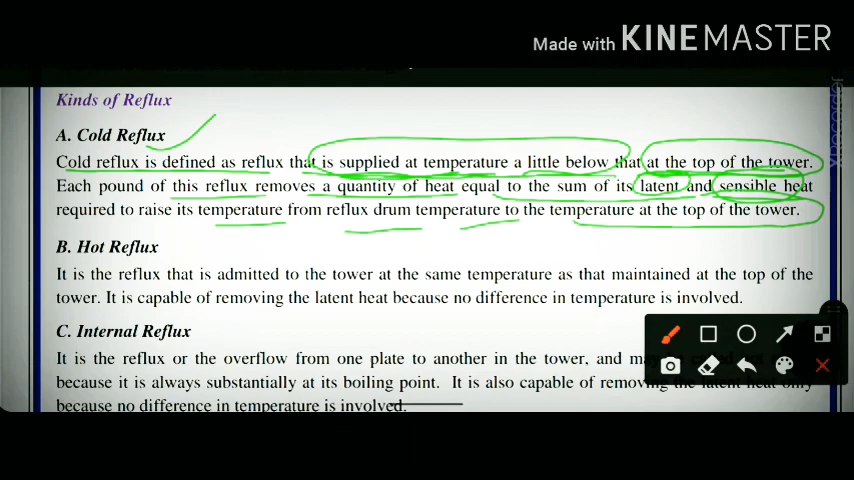 Made with KINEMASTER
XRecorder
Kinds of Reflux
A. Cold Reflux
Cold reflux is defined as reflux that is supplied at temperature a little below that at the top of the tower.
Each pound of this reflux removes a quantity of heat equal to the sum of its latent and sensible heat
required to raise its temperature from reflux drum temperature to the temperature at the top of the tower.
B. Hot Reflux
It is the reflux that is admitted to the tower at the same temperature as that maintained at the top of the
tower. It is capable of removing the latent heat because no difference in temperature is involved.
C. Internal Reflux
It is the reflux or the overflow from one plate to another in the tower, and may be
because it is always substantially at its boiling point. It is also capable of removing the latent heat only
because no difference in temperature is involved.